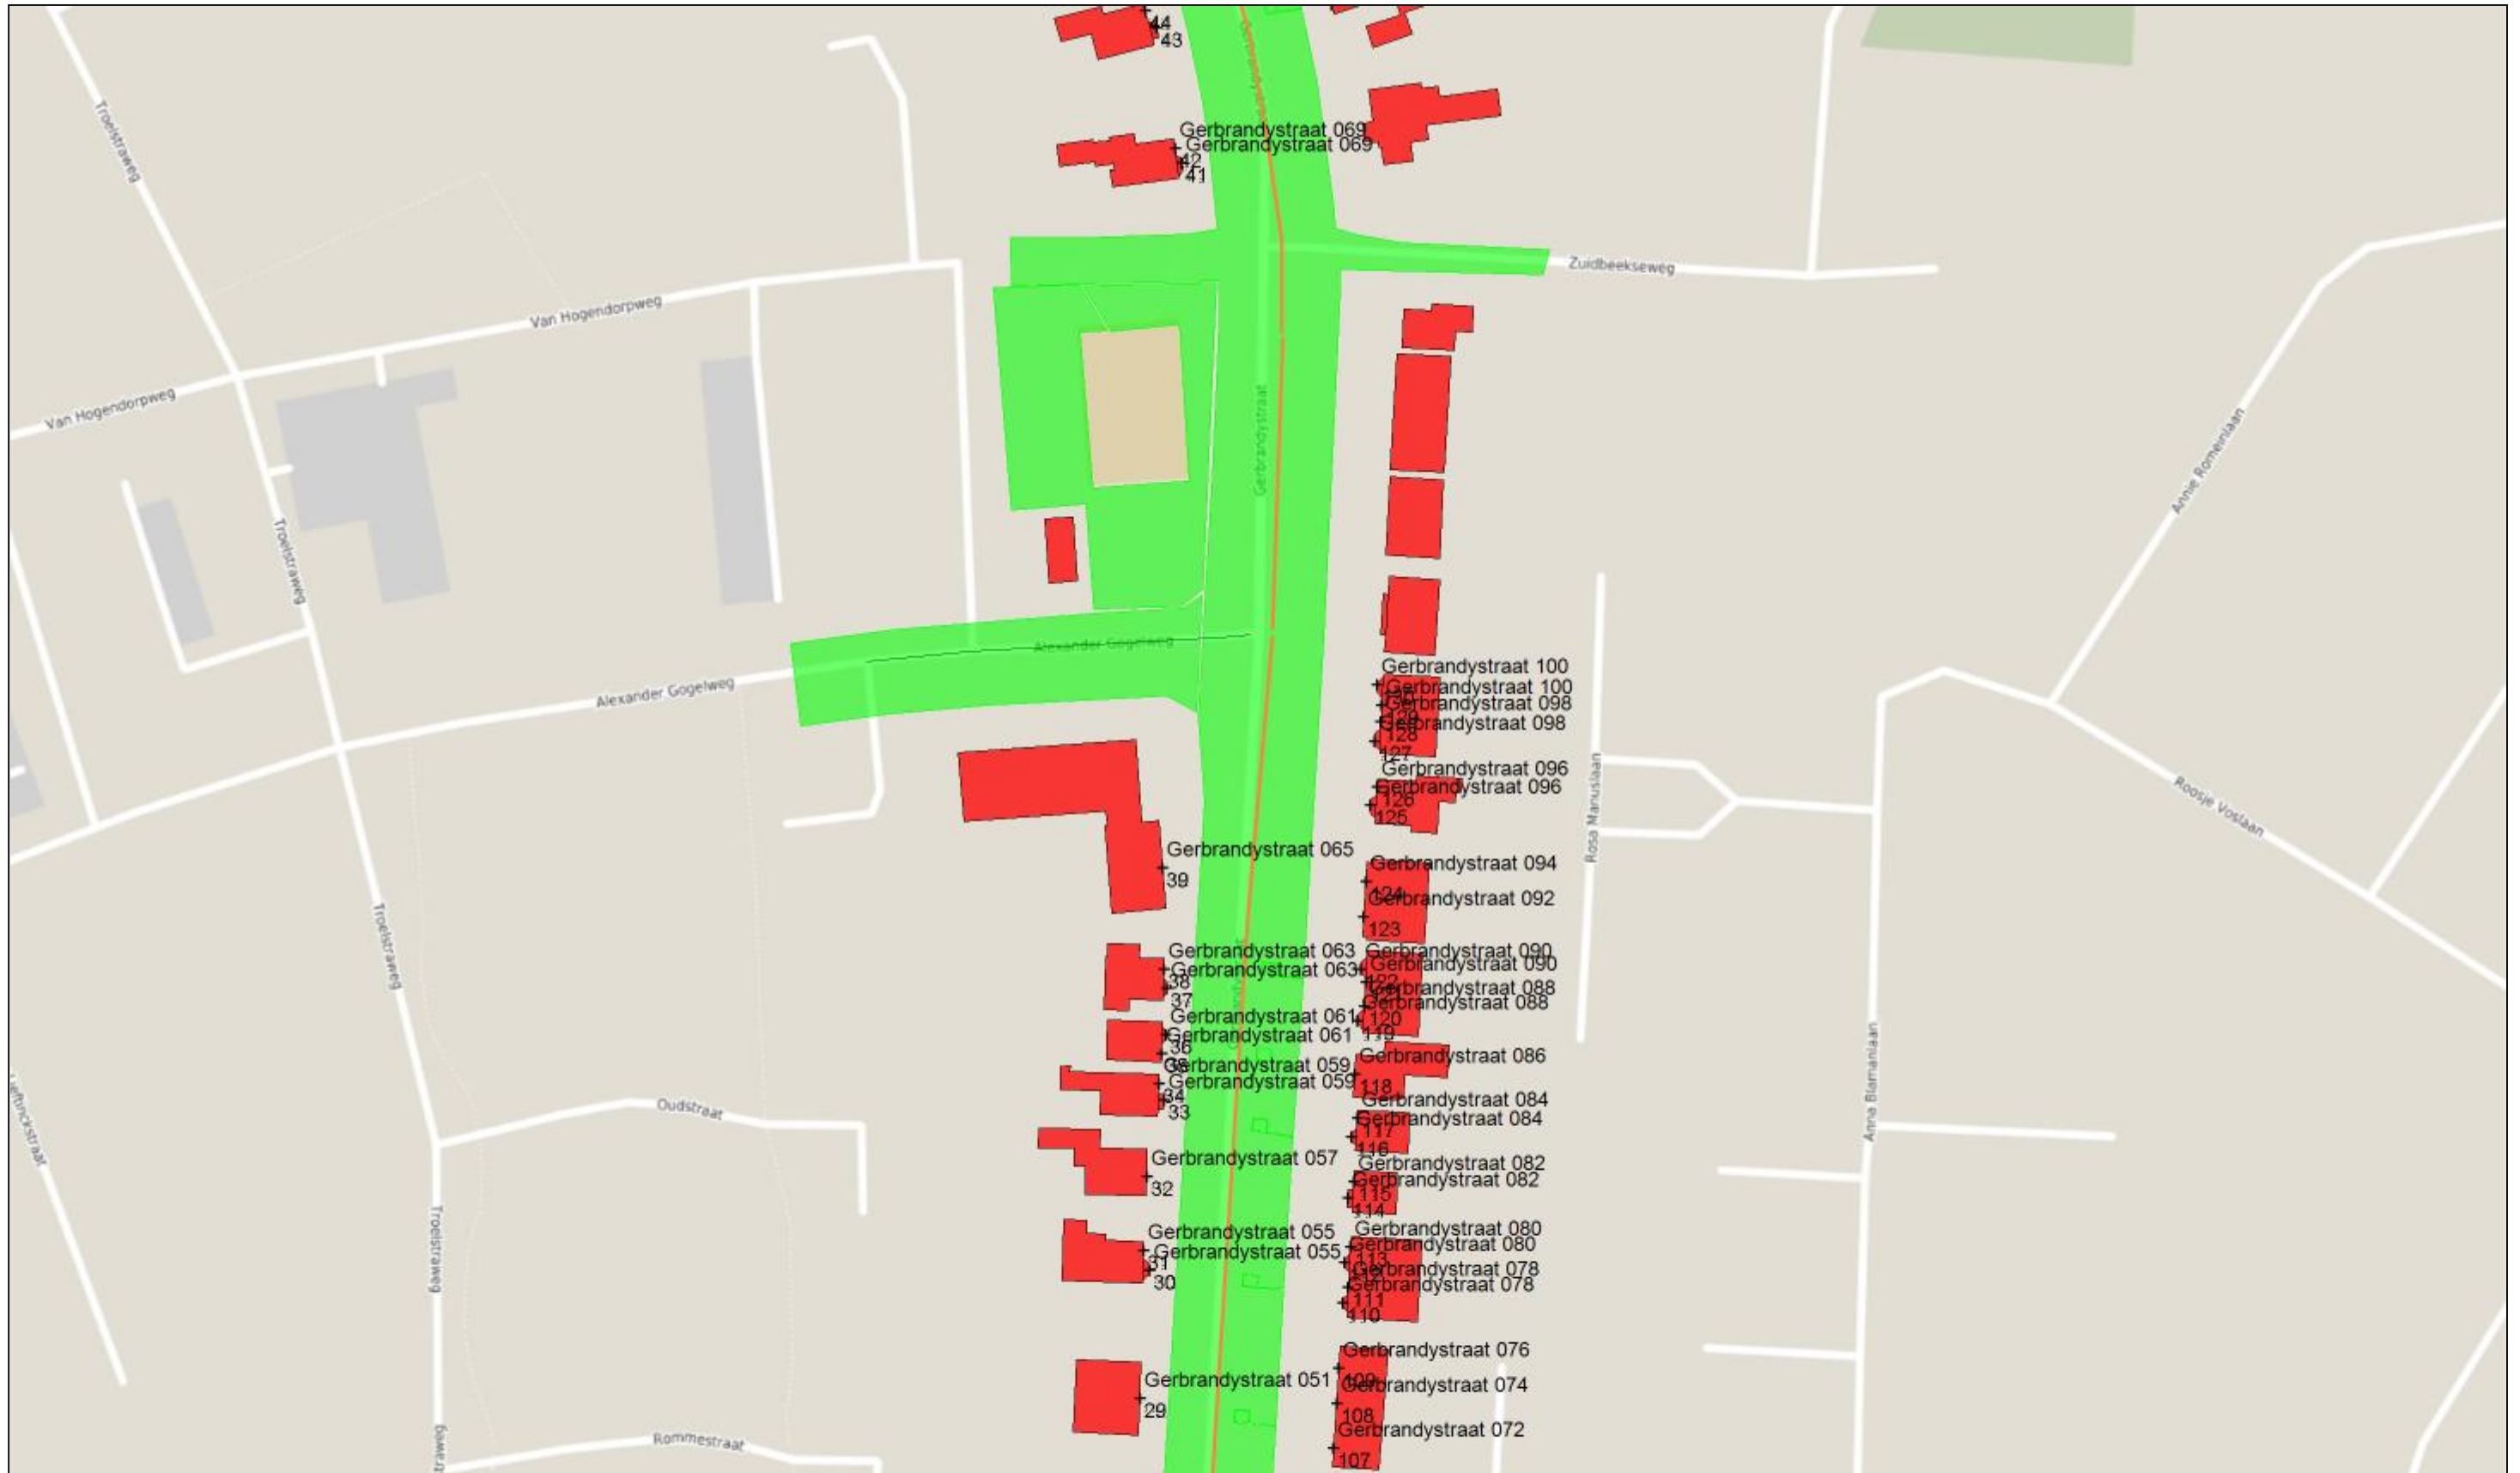 44
43
Gerbrandystraat
Troelstraweg
Gerbrandystraat 069
Gerbrandystraat 069
42
41
Zuidbeekseweg
Van Hogendorpweg
Van Hogendorpweg
Gerbrandystraat
Annie Romeinlaan
Troelstraweg
Alexander Gogelweg
Alexander Gogelweg
Gerbrandystraat 100
Gerbrandystraat 100
Gerbrandystraat 098
129
Gerbrandystraat 098
128
127
Rosa Manuslaan
Gerbrandystraat 096
Gerbrandystraat 096
126
125
Roosje Voslaan
Gerbrandystraat 065
39
Gerbrandystraat 094
124
Gerbrandystraat 092
123
Troelstraweg
Gerbrandystraat 063
Gerbrandystraat 063
38
37
Gerbrandystraat 090
Gerbrandystraat 090
122
Gerbrandystraat 088
Gerbrandystraat 088
120
119
Gerbrandystraat 061
Gerbrandystraat 061
36
35
Anna Blamanlaan
Gerbrandystraat 059
Gerbrandystraat 059
34
33
Gerbrandystraat 086
118
Gerbrandystraat 084
Gerbrandystraat 084
117
116
Oudstraat
Gerbrandystraat 057
32
Gerbrandystraat 082
Gerbrandystraat 082
115
114
Troelstraweg
Gerbrandystraat 055
Gerbrandystraat 055
31
30
Gerbrandystraat 080
Gerbrandystraat 080
113
Gerbrandystraat 078
Gerbrandystraat 078
111
110
Gerbrandystraat 051
29
Gerbrandystraat 076
109
Gerbrandystraat 074
108
Gerbrandystraat 072
107
Rommestraat